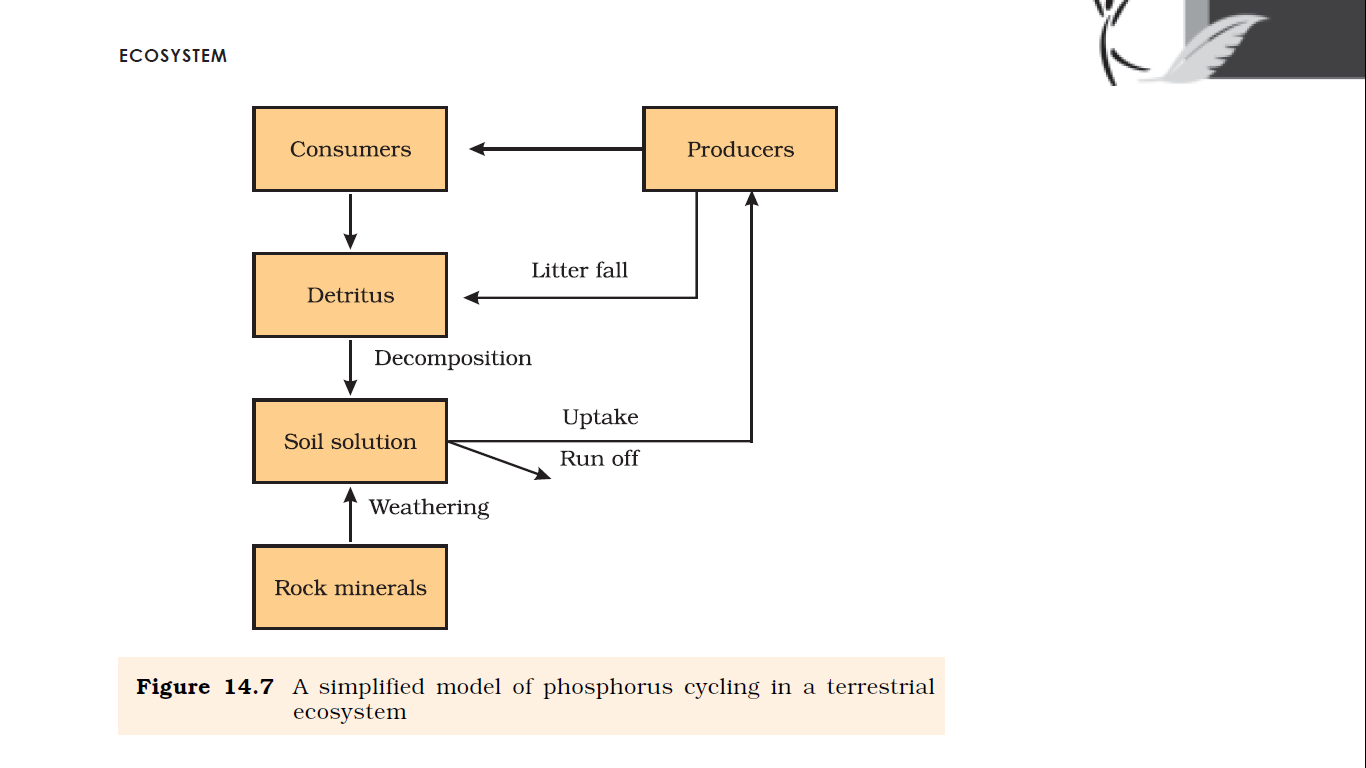 ECOSYSTEM
Consumers
Producers
Litter fall
Detritus
Decomposition
Uptake
Soil solution
Run off
Weathering
Rock minerals
Figure 14.7 A simplified model of phosphorus cycling in a terrestrial
ecosystem